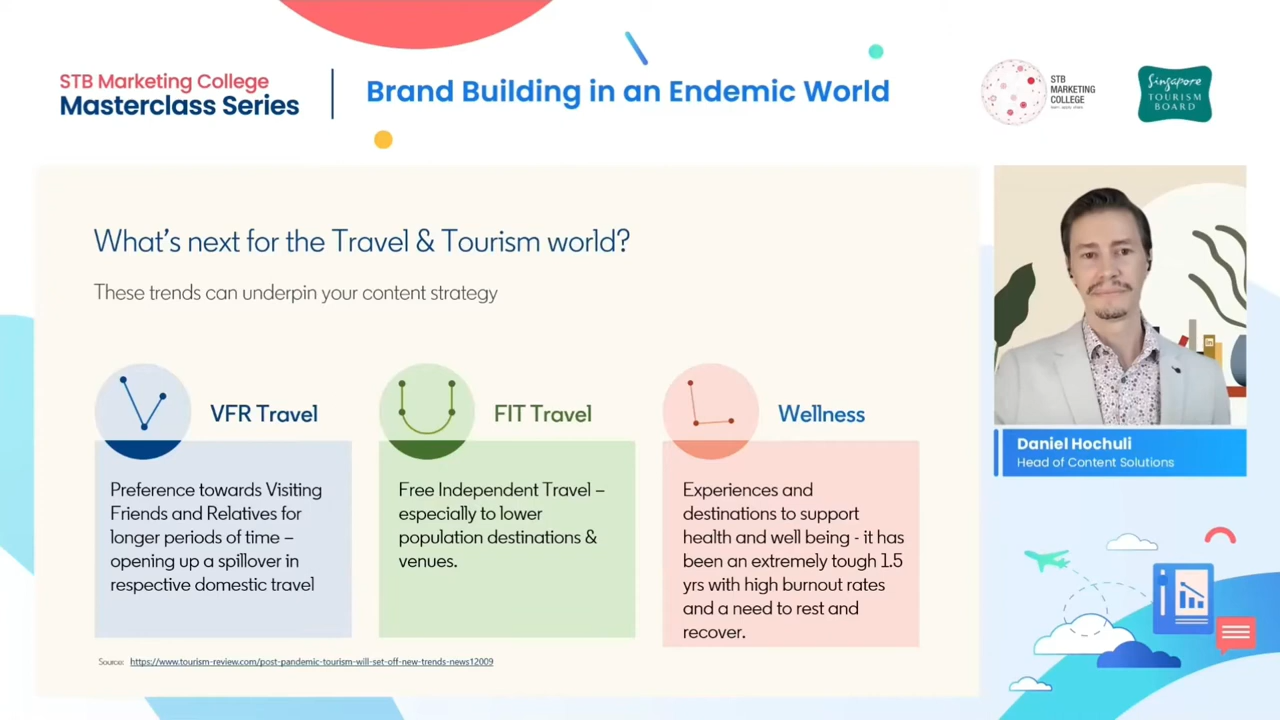 STB Marketing College
Masterclass Series
Brand Building in an Endemic World
STB
MARKETING
COLLEGE
Singapore
TOURISM
BOARD
What's next for the Travel & Tourism world?
These trends can underpin your content strategy
VFR Travel
Preference towards Visiting
Friends and Relatives for
longer periods of time –
opening up a spillover in
respective domestic travel
FIT Travel
Free Independent Travel –
especially to lower
population destinations &
venues.
Wellness
Experiences and
destinations to support
health and well being - it has
been an extremely tough 1.5
yrs with high burnout rates
and a need to rest and
recover.
Source: https://www.tourism-review.com/post-pandemic-tourism-will-set-off-new-trends-news12009
in
Daniel Hochuli
Head of Content Solutions